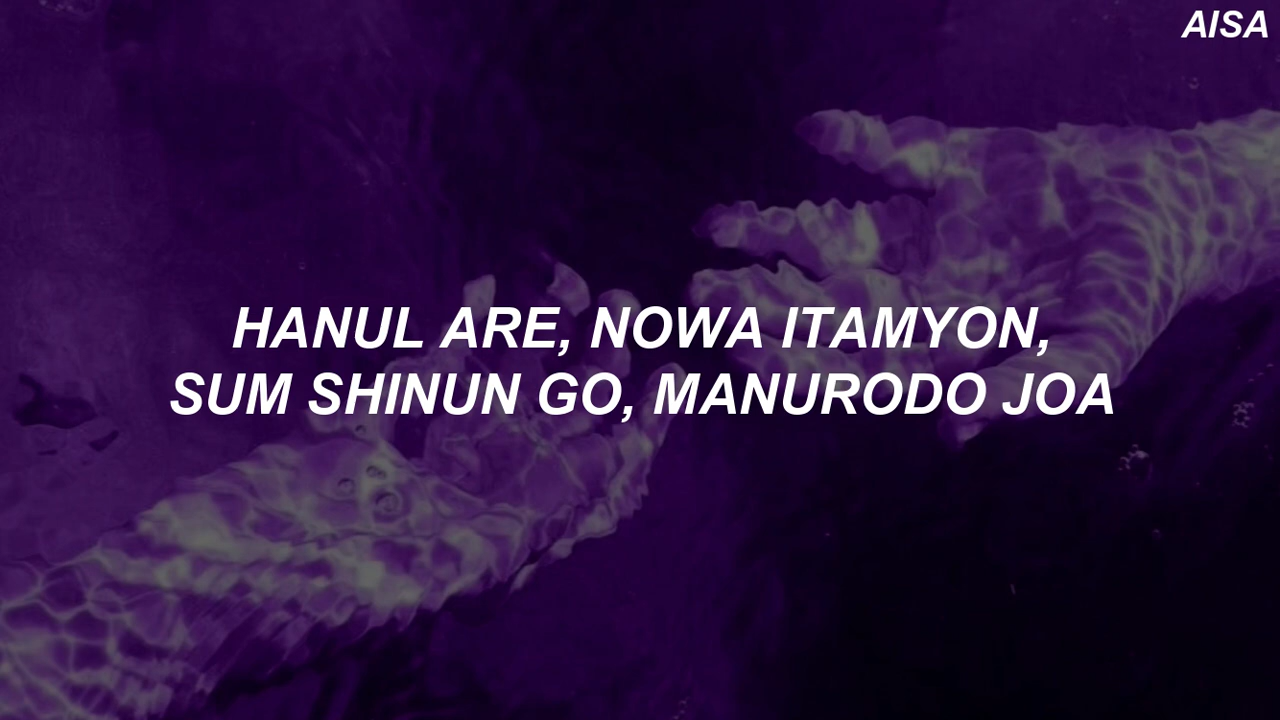 AISA
HANUL ARE, NOWA ITAMYON,
SUM SHINUN GO, MANURODO JOA